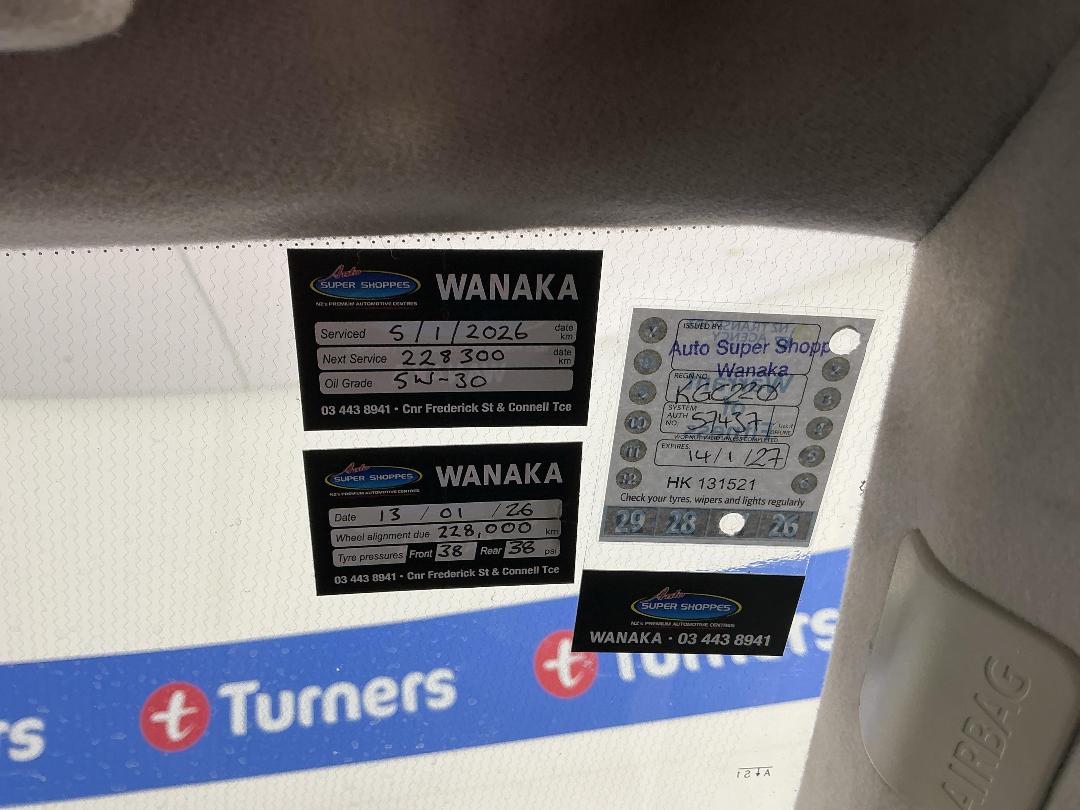 Auto
SUPER SHOPPES
NZ's PREMIUM AUTOMOTIVE CENTRES
WANAKA
Serviced 5/1/2026 date km
Next Service 228300 date km
Oil Grade 5W-30
03 443 8941 • Cnr Frederick St & Connell Tce
Auto
SUPER SHOPPES
NZ's PREMIUM AUTOMOTIVE CENTRES
WANAKA
Date 13 / 01 / 26
Wheel alignment due 228,000 km
Tyre pressures Front 38 Rear 38 psi
03 443 8941 • Cnr Frederick St & Connell Tce
ISSUED BY
Auto Super Shopp
Wanaka
REGN NO.
SYSTEM
AUTH
NO. 57437
EXPIRES: 14/1/27
HK 131521
Check your tyres, wipers and lights regularly
29 28 26
Auto
SUPER SHOPPES
NZ's PREMIUM AUTOMOTIVE CENTRES
WANAKA • 03 443 8941
rs
t Turners
t Turners
AIRBAG